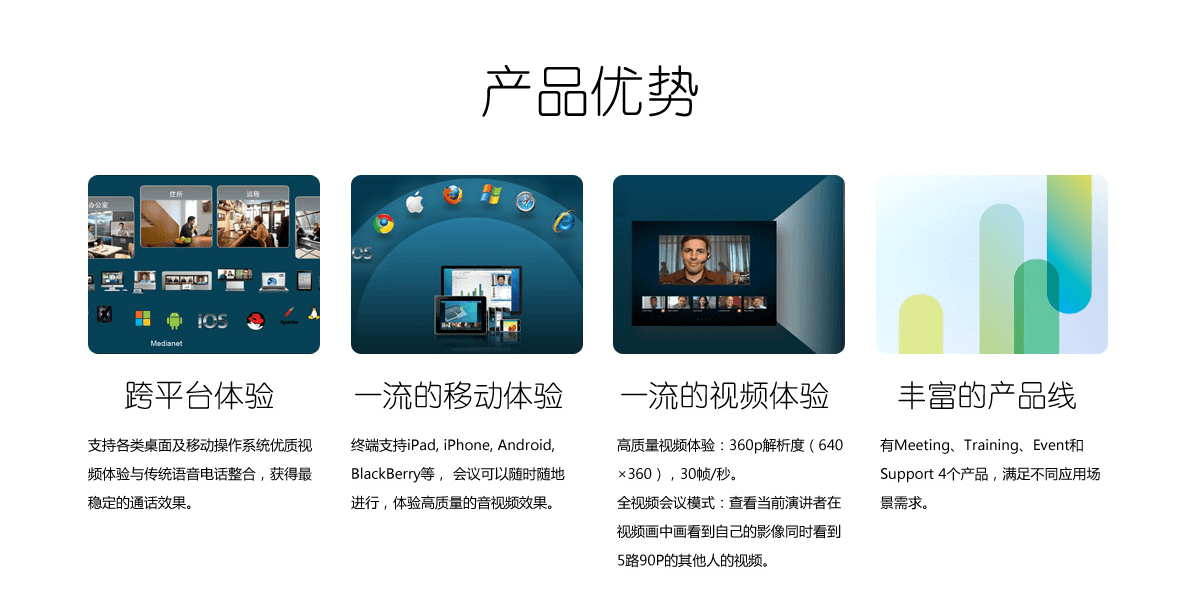 产品优势
办公室
住所
远程
iOS
Apache
Medianet
iOS
跨平台体验
支持各类桌面及移动操作系统优质视
频体验与传统语音电话整合，获得最
稳定的通话效果。
一流的移动体验
终端支持iPad, iPhone, Android,
BlackBerry等， 会议可以随时随地
进行，体验高质量的音视频效果。
一流的视频体验
高质量视频体验：360p解析度（640
×360），30帧/秒。
全视频会议模式：查看当前演讲者在
视频画中画看到自己的影像同时看到
5路90P的其他人的视频。
丰富的产品线
有Meeting、Training、Event和
Support 4个产品，满足不同应用场
景需求。